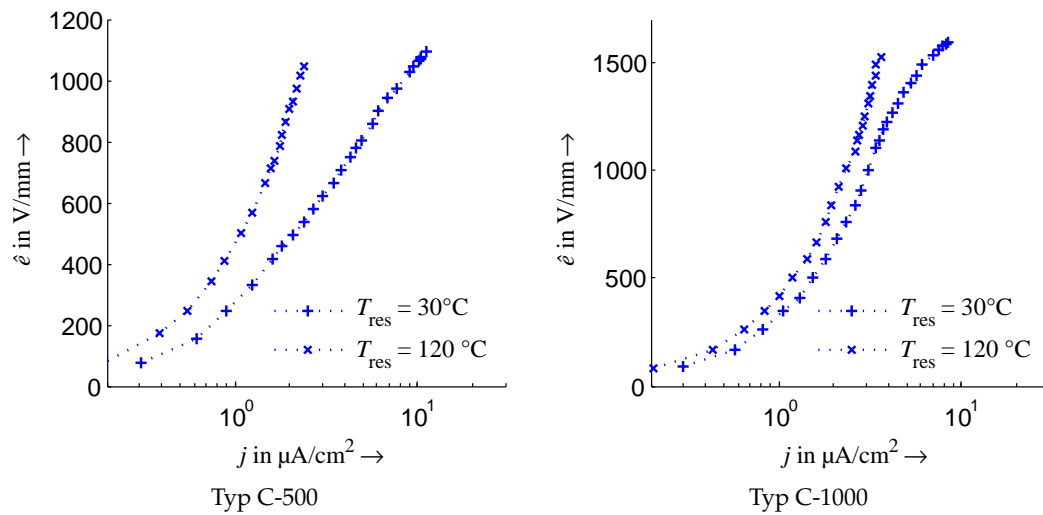 1200
1000
800
600
400
200
0
ê in V/mm →
T_res = 30°C
T_res = 120 °C
10^0
10^1
j in µA/cm² →
Typ C-500
1500
1000
500
0
ê in V/mm →
T_res = 30°C
T_res = 120 °C
10^0
10^1
j in µA/cm² →
Typ C-1000